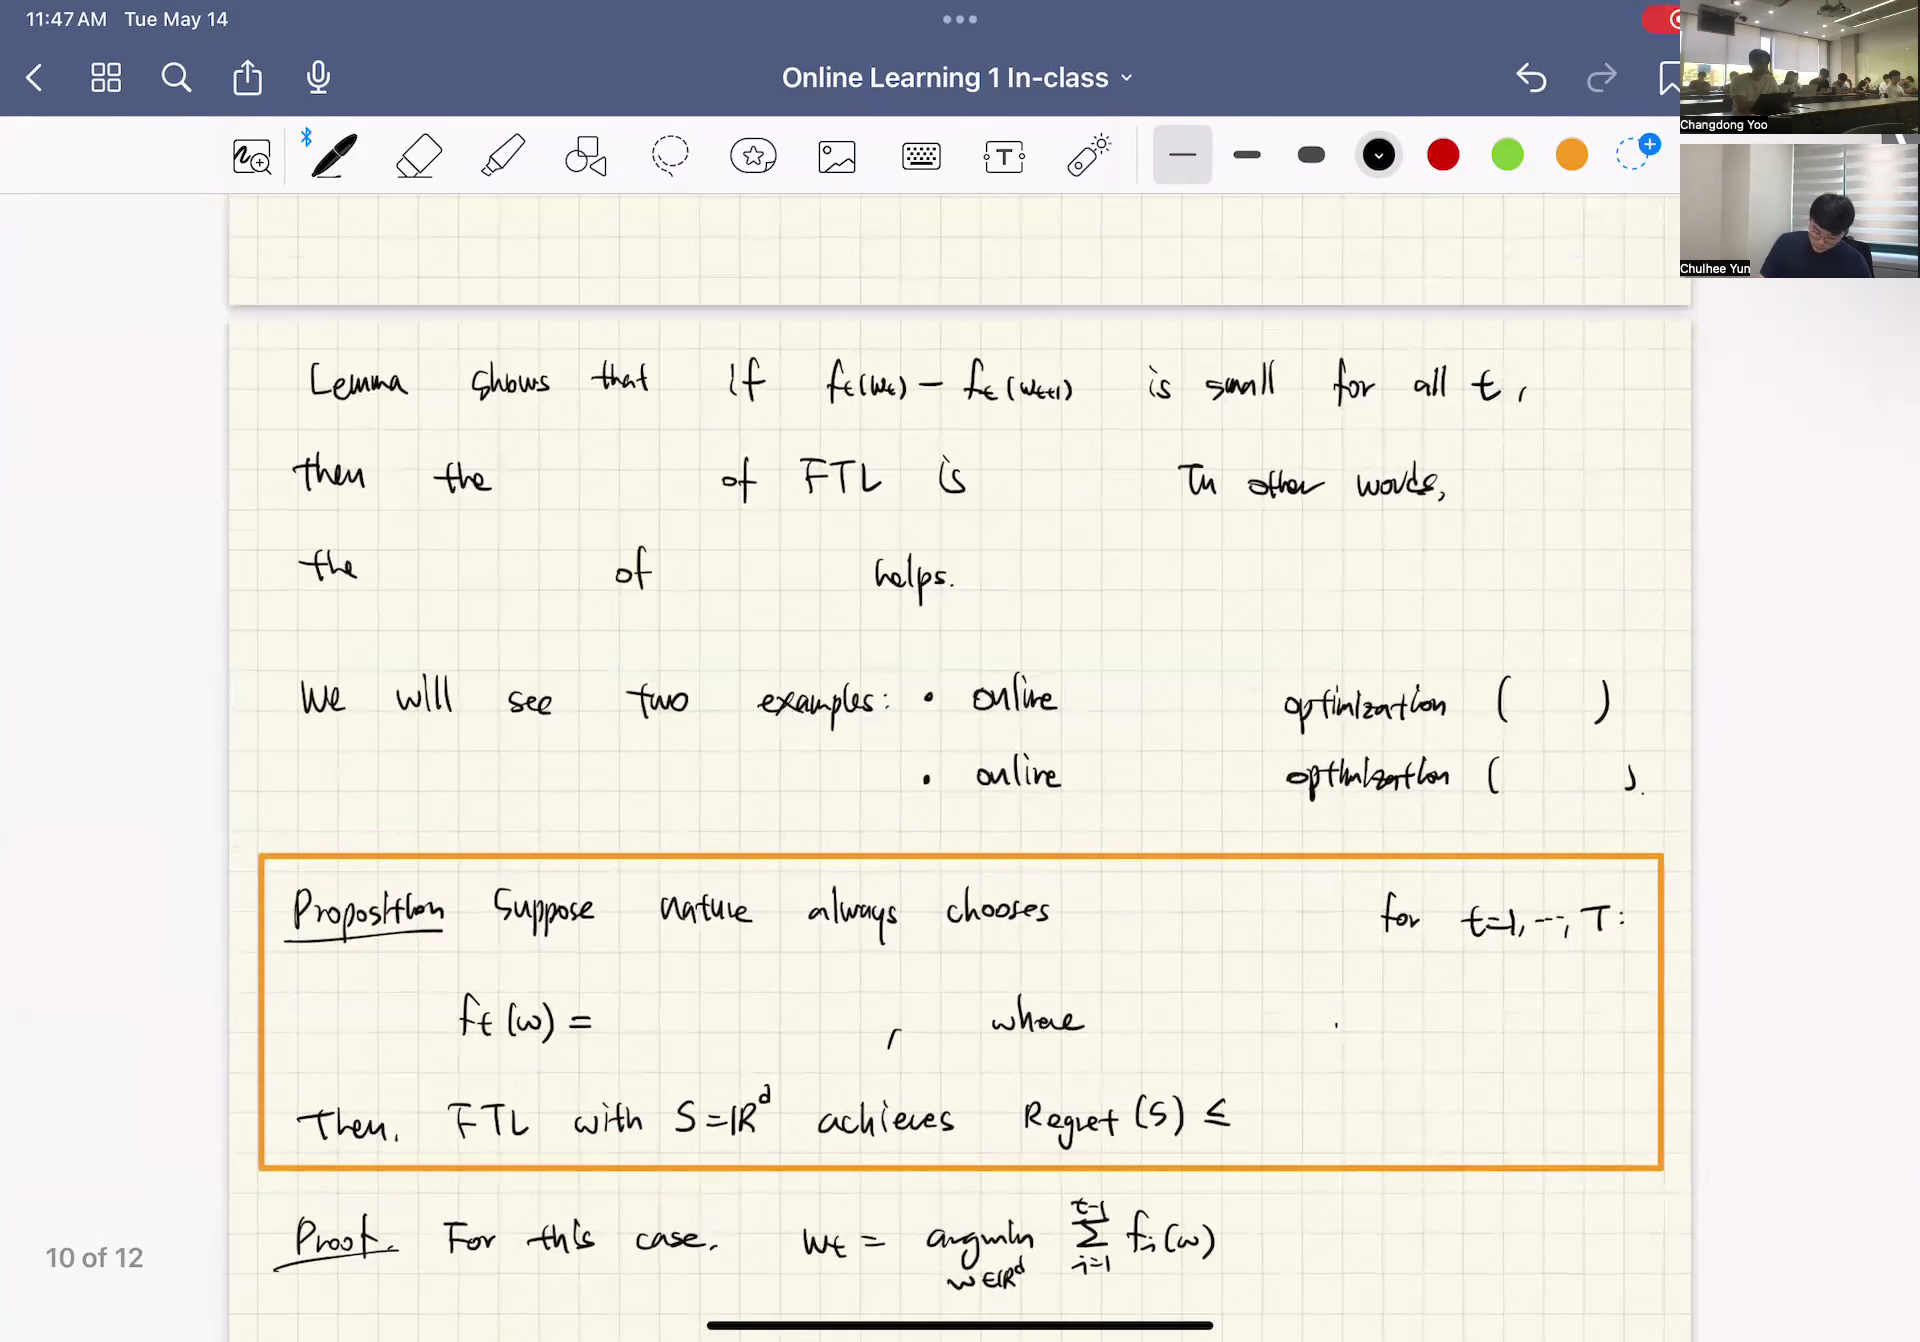 11:47 AM Tue May 14
Online Learning 1 In-class
Changdong Yoo
Chulhee Yun
Lemma shows that if fₜ(wₜ) − fₜ(wₜ₊₁) is small for all t,
then the of FTL is In other words,
the of helps.
We will see two examples: • online optimization ( )
• online optimization ( ).
Proposition Suppose nature always chooses for t=1, ..., T:
fₜ(w) = , where .
Then, FTL with S=ℝᵈ achieves Regret(S) ≤
Proof. For this case, wₜ = argmin_{w∈ℝᵈ} ∑_{i=1}^{t-1} fᵢ(w)
10 of 12